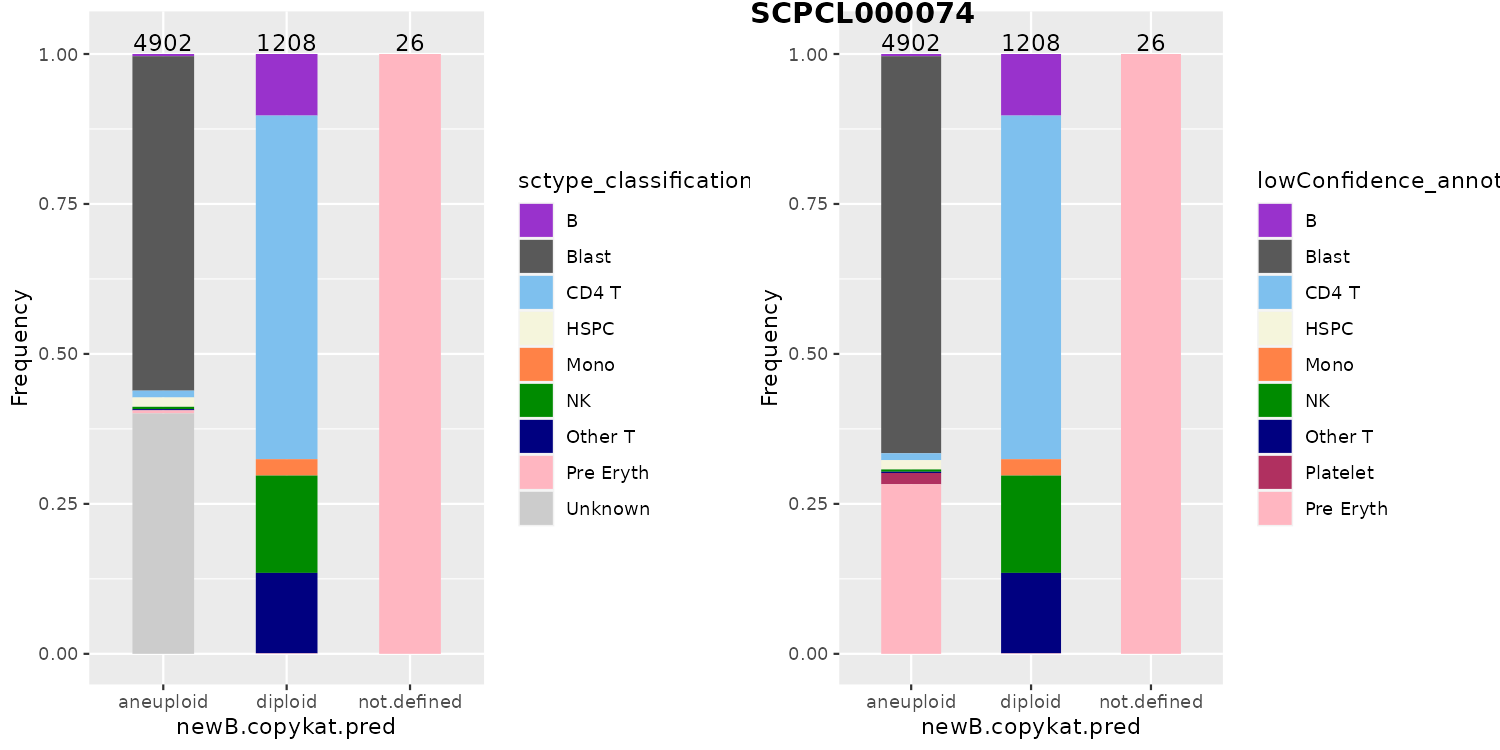 SCPCL000074
4902 1208 26
1.00
0.75
0.50
0.25
0.00
Frequency
aneuploid diploid not.defined
newB.copykat.pred
sctype_classification
B
Blast
CD4 T
HSPC
Mono
NK
Other T
Pre Eryth
Unknown
4902 1208 26
1.00
0.75
0.50
0.25
0.00
Frequency
aneuploid diploid not.defined
newB.copykat.pred
lowConfidence_annot
B
Blast
CD4 T
HSPC
Mono
NK
Other T
Platelet
Pre Eryth